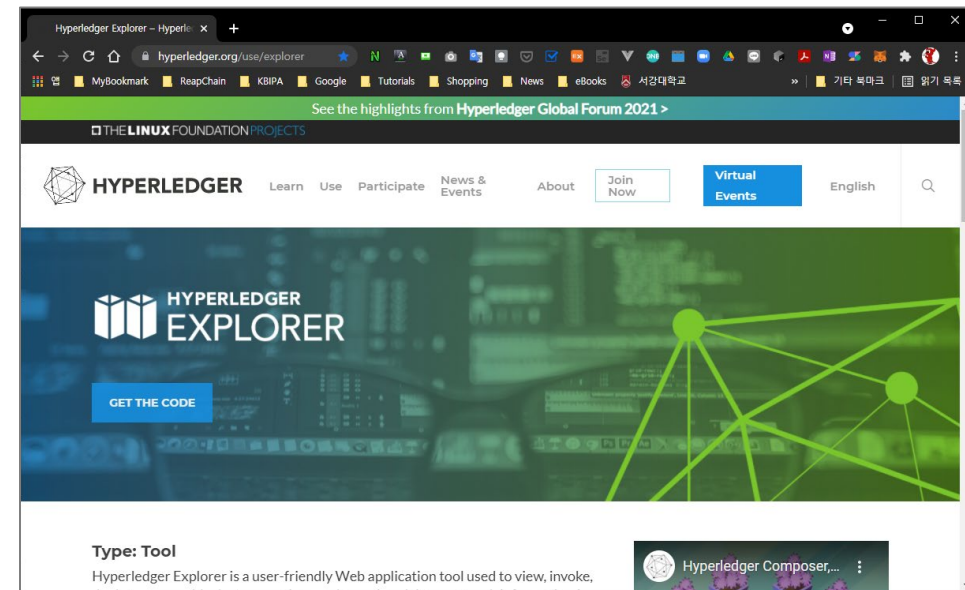 Hyperledger Explorer – Hyperle
hyperledger.org/use/explorer
앱 MyBookmark ReapChain KBIPA Google Tutorials Shopping News eBooks 서강대학교 » 기타 북마크 읽기 목록
See the highlights from Hyperledger Global Forum 2021 >
THE LINUX FOUNDATION PROJECTS
HYPERLEDGER Learn Use Participate News & Events About Join Now Virtual Events English
HYPERLEDGER
EXPLORER
GET THE CODE
Type: Tool
Hyperledger Explorer is a user-friendly Web application tool used to view, invoke,
Hyperledger Composer,...